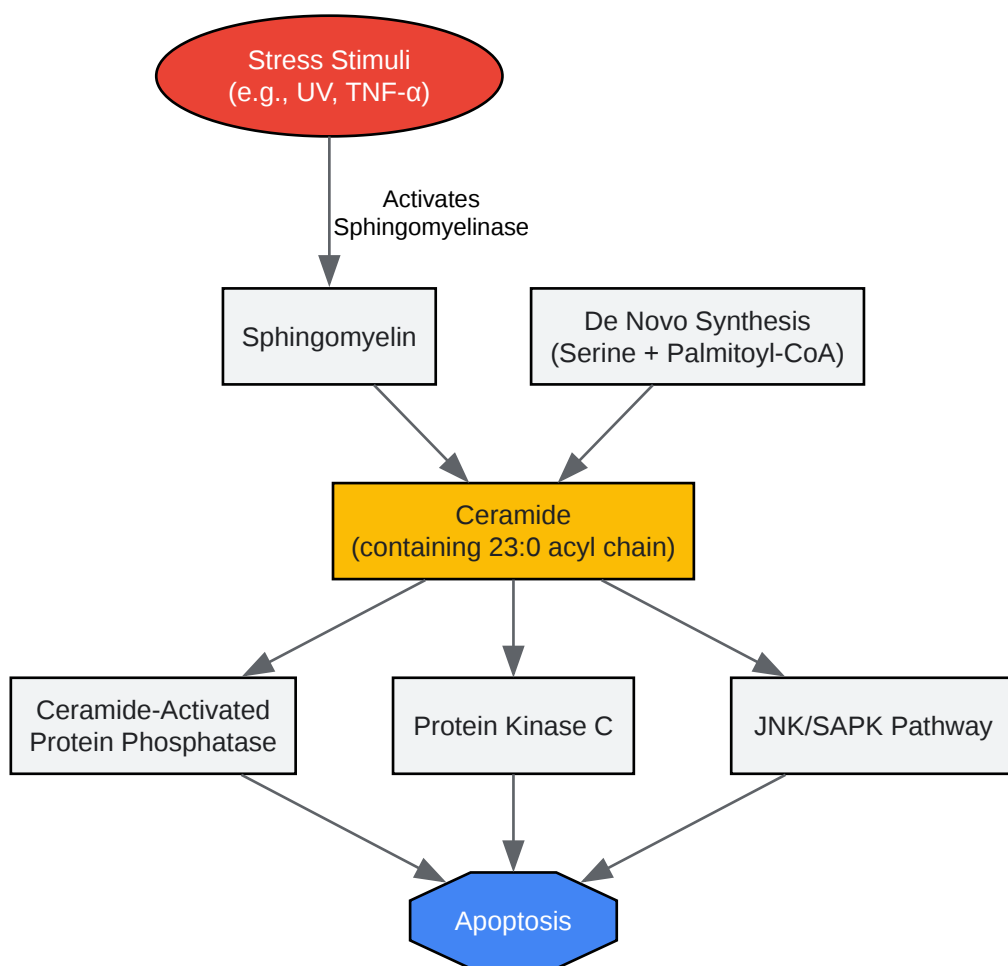 Stress Stimuli
(e.g., UV, TNF-α)
Activates
Sphingomyelinase
Sphingomyelin
De Novo Synthesis
(Serine + Palmitoyl-CoA)
Ceramide
(containing 23:0 acyl chain)
Ceramide-Activated
Protein Phosphatase
Protein Kinase C
JNK/SAPK Pathway
Apoptosis